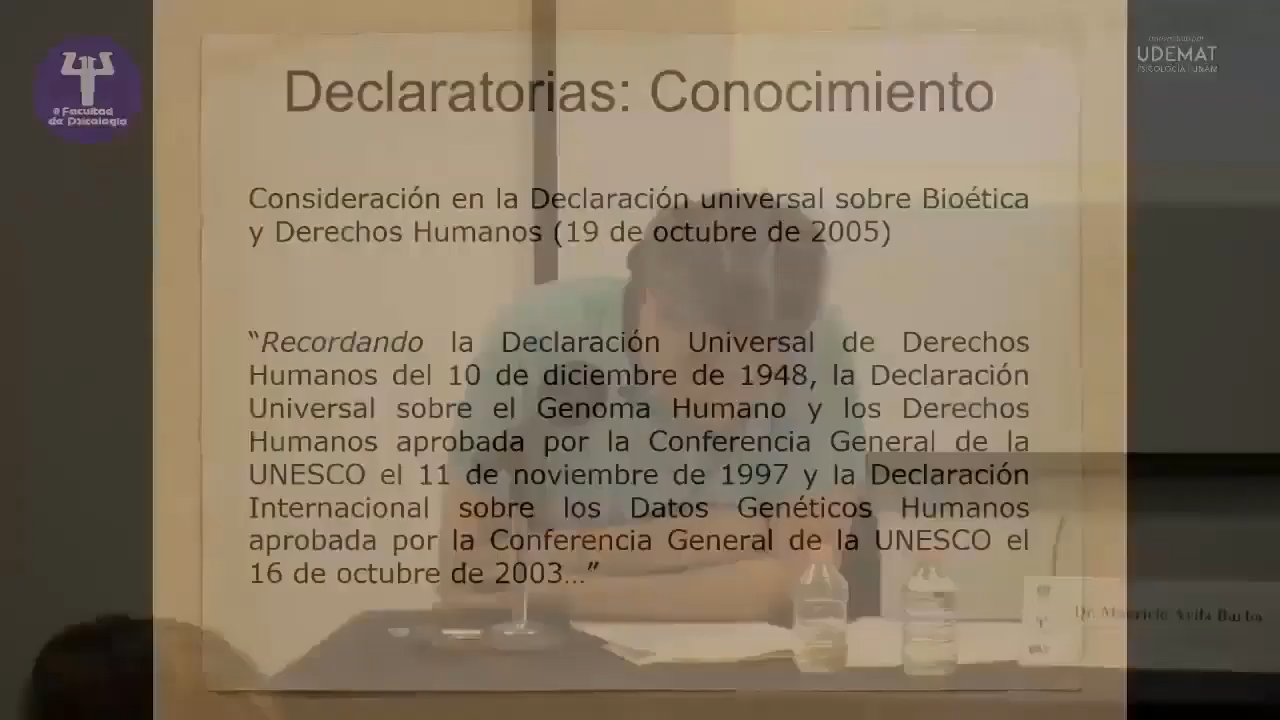 e Facultad
de Psicología
UDEMAT
PSICOLOGÍA UNAM
Declaratorias: Conocimiento
Consideración en la Declaración universal sobre Bioética
y Derechos Humanos (19 de octubre de 2005)
“Recordando la Declaración Universal de Derechos
Humanos del 10 de diciembre de 1948, la Declaración
Universal sobre el Genoma Humano y los Derechos
Humanos aprobada por la Conferencia General de la
UNESCO el 11 de noviembre de 1997 y la Declaración
Internacional sobre los Datos Genéticos Humanos
aprobada por la Conferencia General de la UNESCO el
16 de octubre de 2003…”
Dr. Mauricio Avila